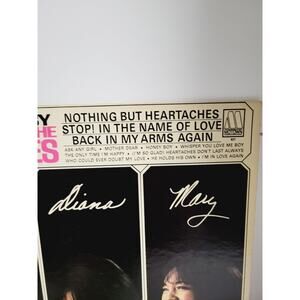 Y
NOTHING BUT HEARTACHES
HE
STOP! IN THE NAME OF LOVE
ES
BACK IN MY ARMS AGAIN
ASK ANY GIRL • MOTHER DEAR • HONEY BOY • WHISPER YOU LOVE ME BOY
THE ONLY TIME I'M HAPPY • (I'M SO GLAD) HEARTACHES DON'T LAST ALWAYS
WHO COULD EVER DOUBT MY LOVE • HE HOLDS HIS OWN • I'M IN LOVE AGAIN
M
Diana
Mary